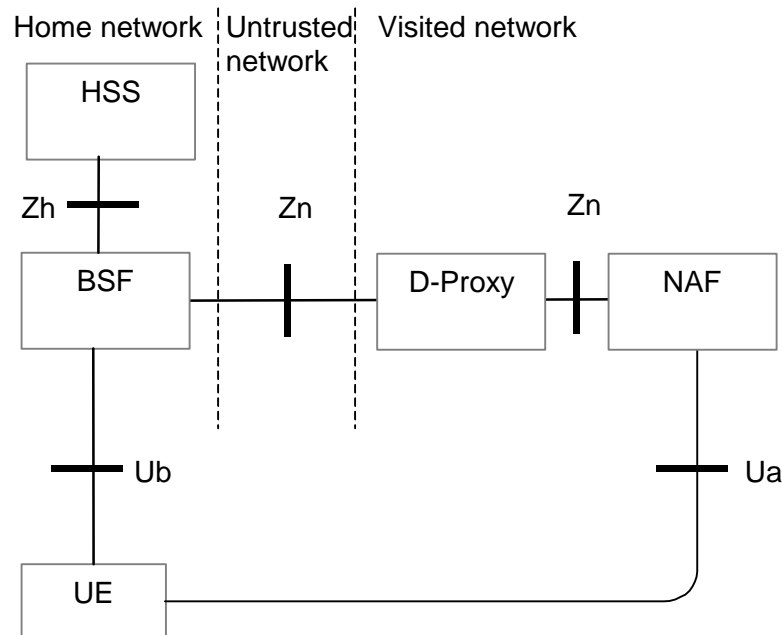 Home network
Untrusted
network
Visited network
HSS
Zh
Zn
Zn
BSF
D-Proxy
NAF
Ub
Ua
UE